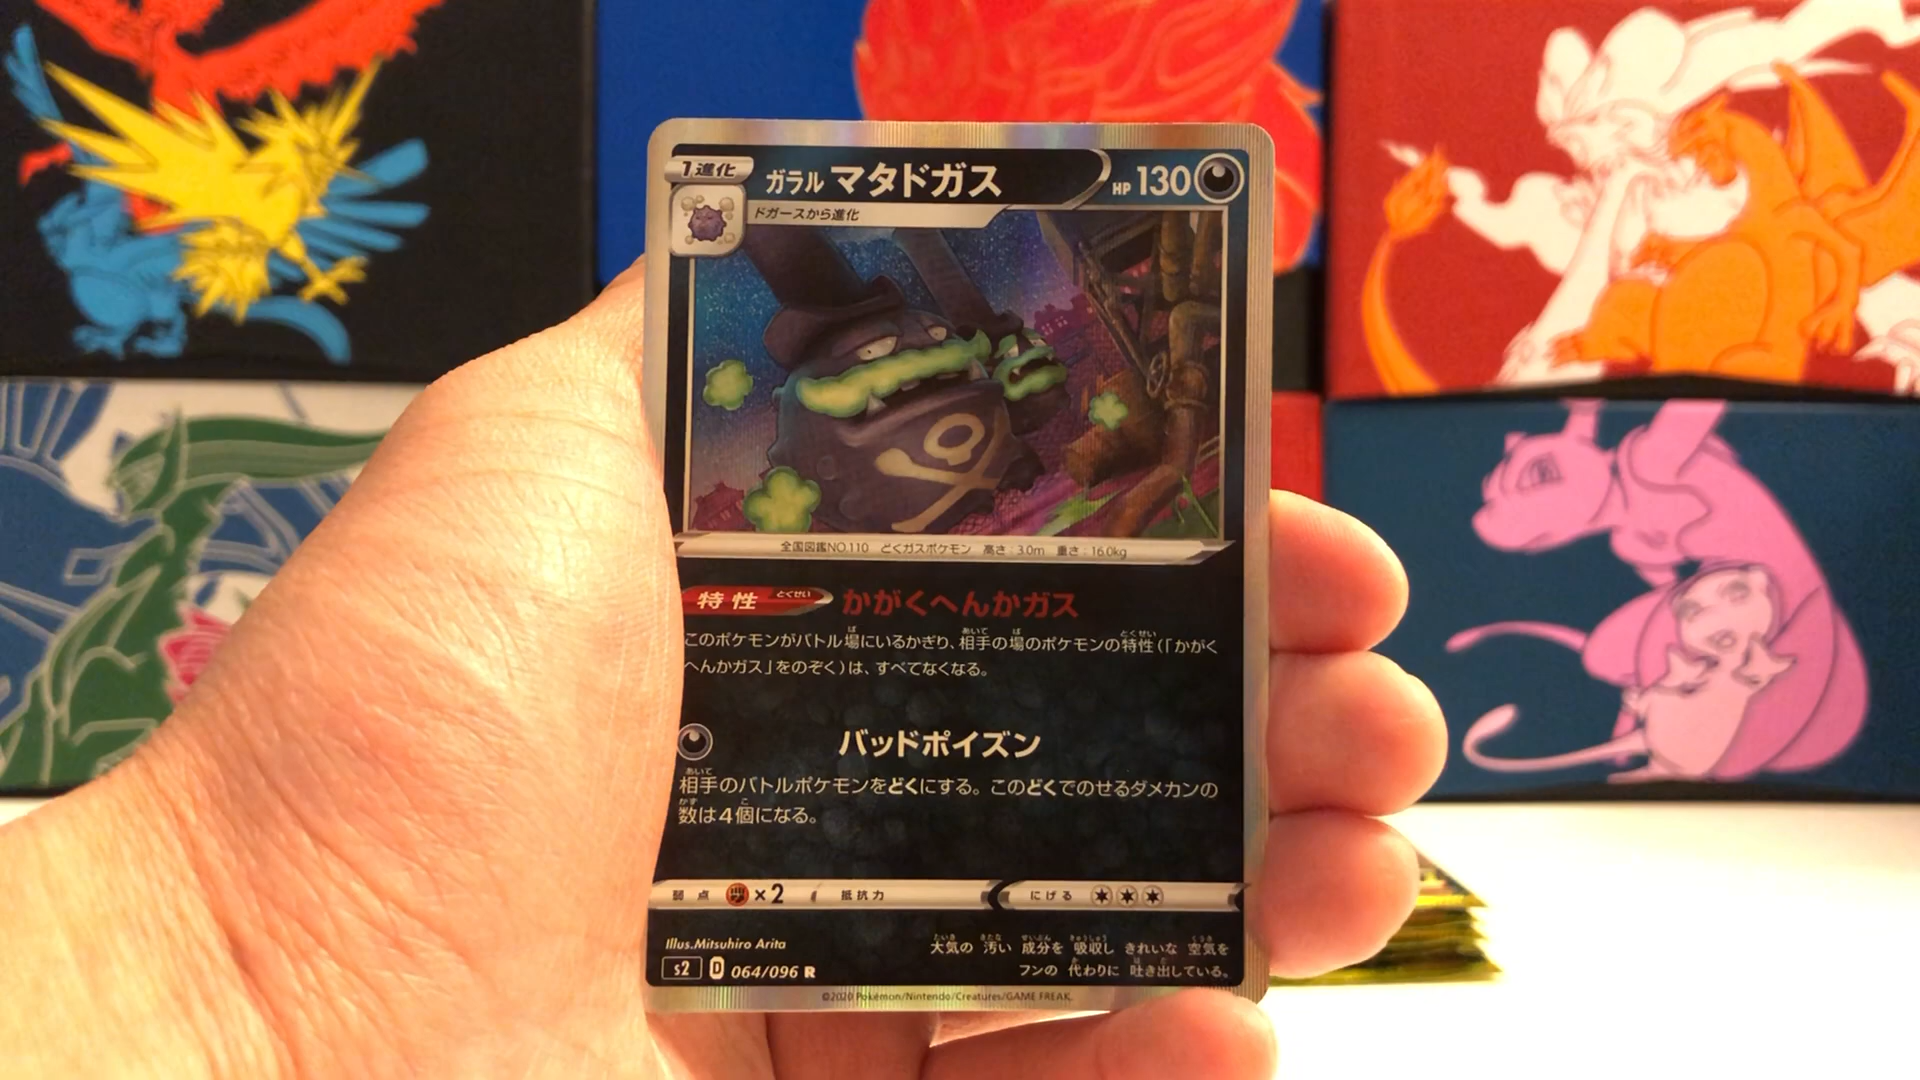 1進化
ガラル マタドガス
HP 130
ドガースから進化
全国図鑑NO.110 どくガスポケモン 高さ：3.0m 重さ：16.0kg
特性 とくせい かがくへんかガス
このポケモンがバトル場にいるかぎり、相手の場のポケモンの特性（「かがく
へんかガス」をのぞく）は、すべてなくなる。
バッドポイズン
相手のバトルポケモンをどくにする。このどくでのせるダメカンの
数は４個になる。
弱点 ×2 抵抗力 にげる
Illus.Mitsuhiro Arita
大気の 汚い 成分を 吸収し きれいな 空気を
フンの 代わりに 吐き出している。
s2 D 064/096 R
©2020 Pokémon/Nintendo/Creatures/GAME FREAK.